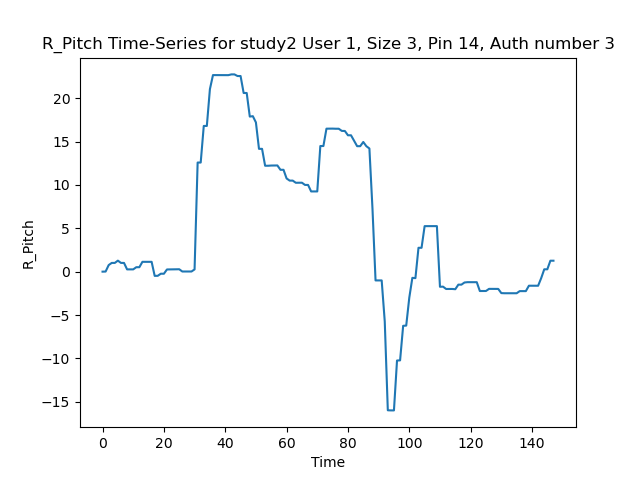 R_Pitch Time-Series for study2 User 1, Size 3, Pin 14, Auth number 3
R_Pitch
20
15
10
5
0
−5
−10
−15
0 20 40 60 80 100 120 140
Time